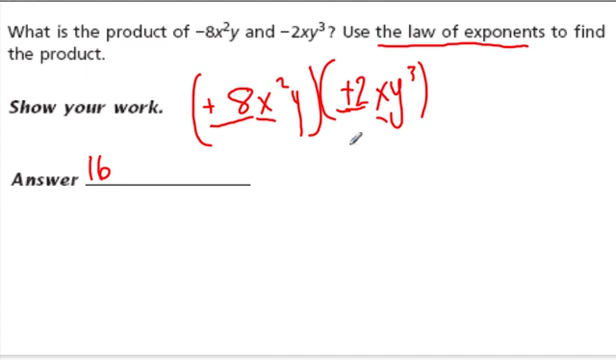 What is the product of −8x²y and −2xy³? Use the law of exponents to find
the product.
Show your work. (+ 8x²y)(+2xy³)
Answer 16